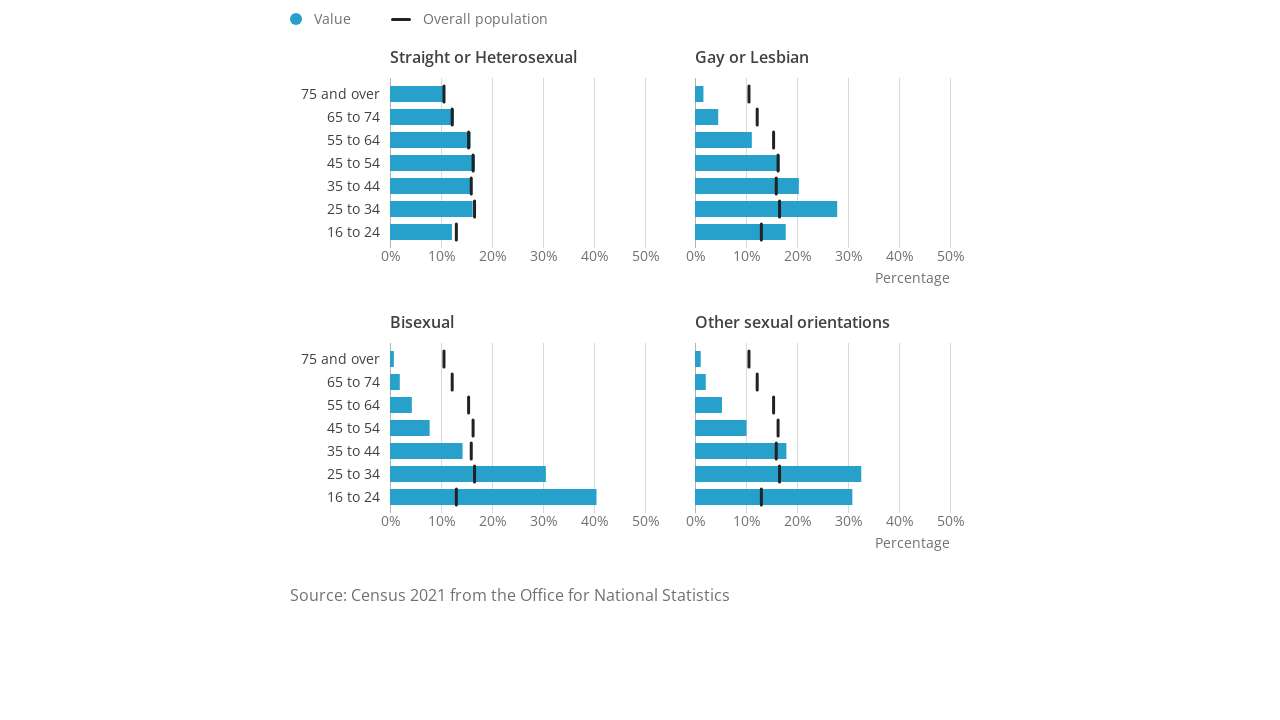 Value Overall population
Straight or Heterosexual Gay or Lesbian
75 and over
65 to 74
55 to 64
45 to 54
35 to 44
25 to 34
16 to 24
0% 10% 20% 30% 40% 50% 0% 10% 20% 30% 40% 50%
Percentage
Bisexual Other sexual orientations
75 and over
65 to 74
55 to 64
45 to 54
35 to 44
25 to 34
16 to 24
0% 10% 20% 30% 40% 50% 0% 10% 20% 30% 40% 50%
Percentage
Source: Census 2021 from the Office for National Statistics